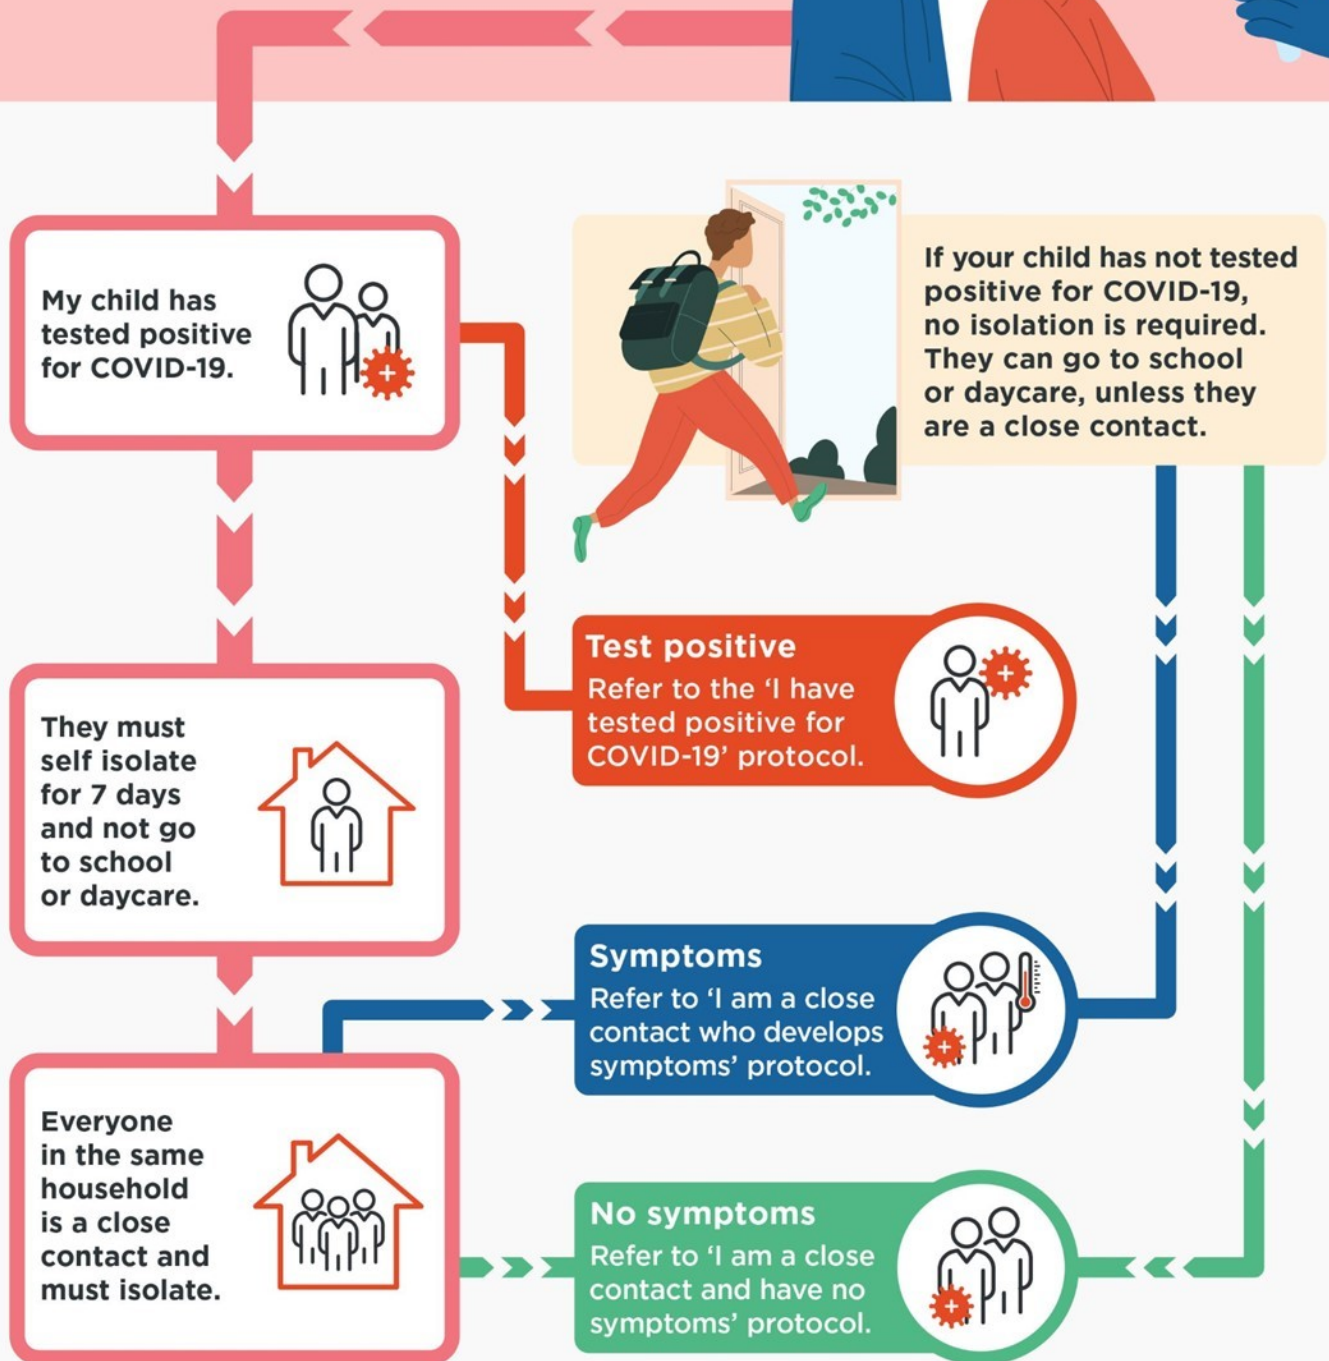 My child has
tested positive
for COVID-19.
If your child has not tested
positive for COVID-19,
no isolation is required.
They can go to school
or daycare, unless they
are a close contact.
Test positive
Refer to the ‘I have
tested positive for
COVID-19’ protocol.
They must
self isolate
for 7 days
and not go
to school
or daycare.
Symptoms
Refer to ‘I am a close
contact who develops
symptoms’ protocol.
Everyone
in the same
household
is a close
contact and
must isolate.
No symptoms
Refer to ‘I am a close
contact and have no
symptoms’ protocol.